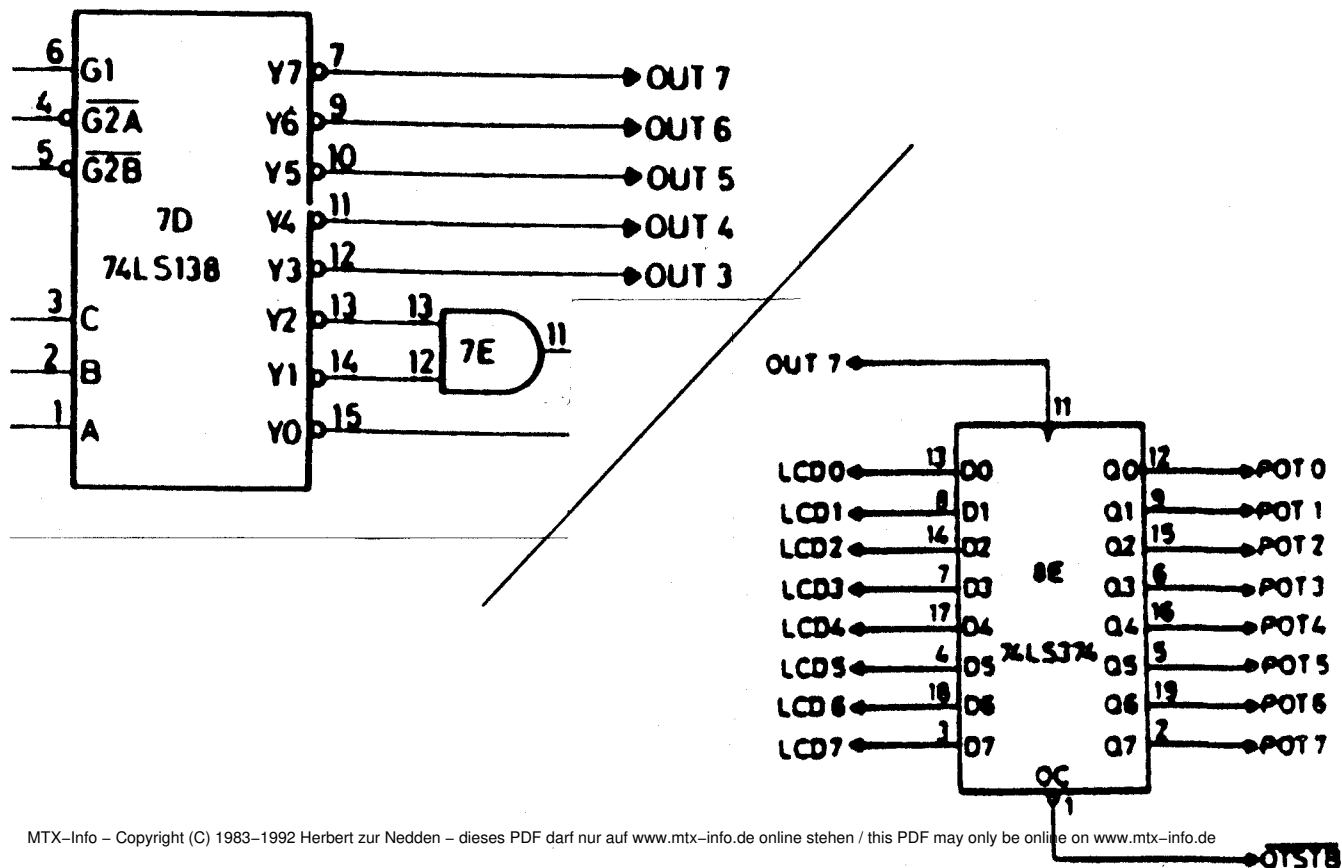 6 G1 Y7 7 OUT 7
4 G2A Y6 9 OUT 6
5 G2B Y5 10 OUT 5
7D Y4 11 OUT 4
74LS138 Y3 12 OUT 3
3 C Y2 13 13
7E 11
2 B Y1 14 12
1 A Y0 15
OUT 7
11
LCD0 13 D0 Q0 12 POT 0
LCD1 8 D1 Q1 9 POT 1
LCD2 14 D2 Q2 15 POT 2
8E
LCD3 7 D3 Q3 6 POT 3
LCD4 17 D4 Q4 16 POT 4
74LS374
LCD5 4 D5 Q5 5 POT 5
LCD6 18 D6 Q6 19 POT 6
LCD7 3 D7 Q7 2 POT 7
OC
1
MTX–Info – Copyright (C) 1983–1992 Herbert zur Nedden – dieses PDF darf nur auf www.mtx–info.de online stehen / this PDF may only be online on www.mtx–info.de
OTSTB